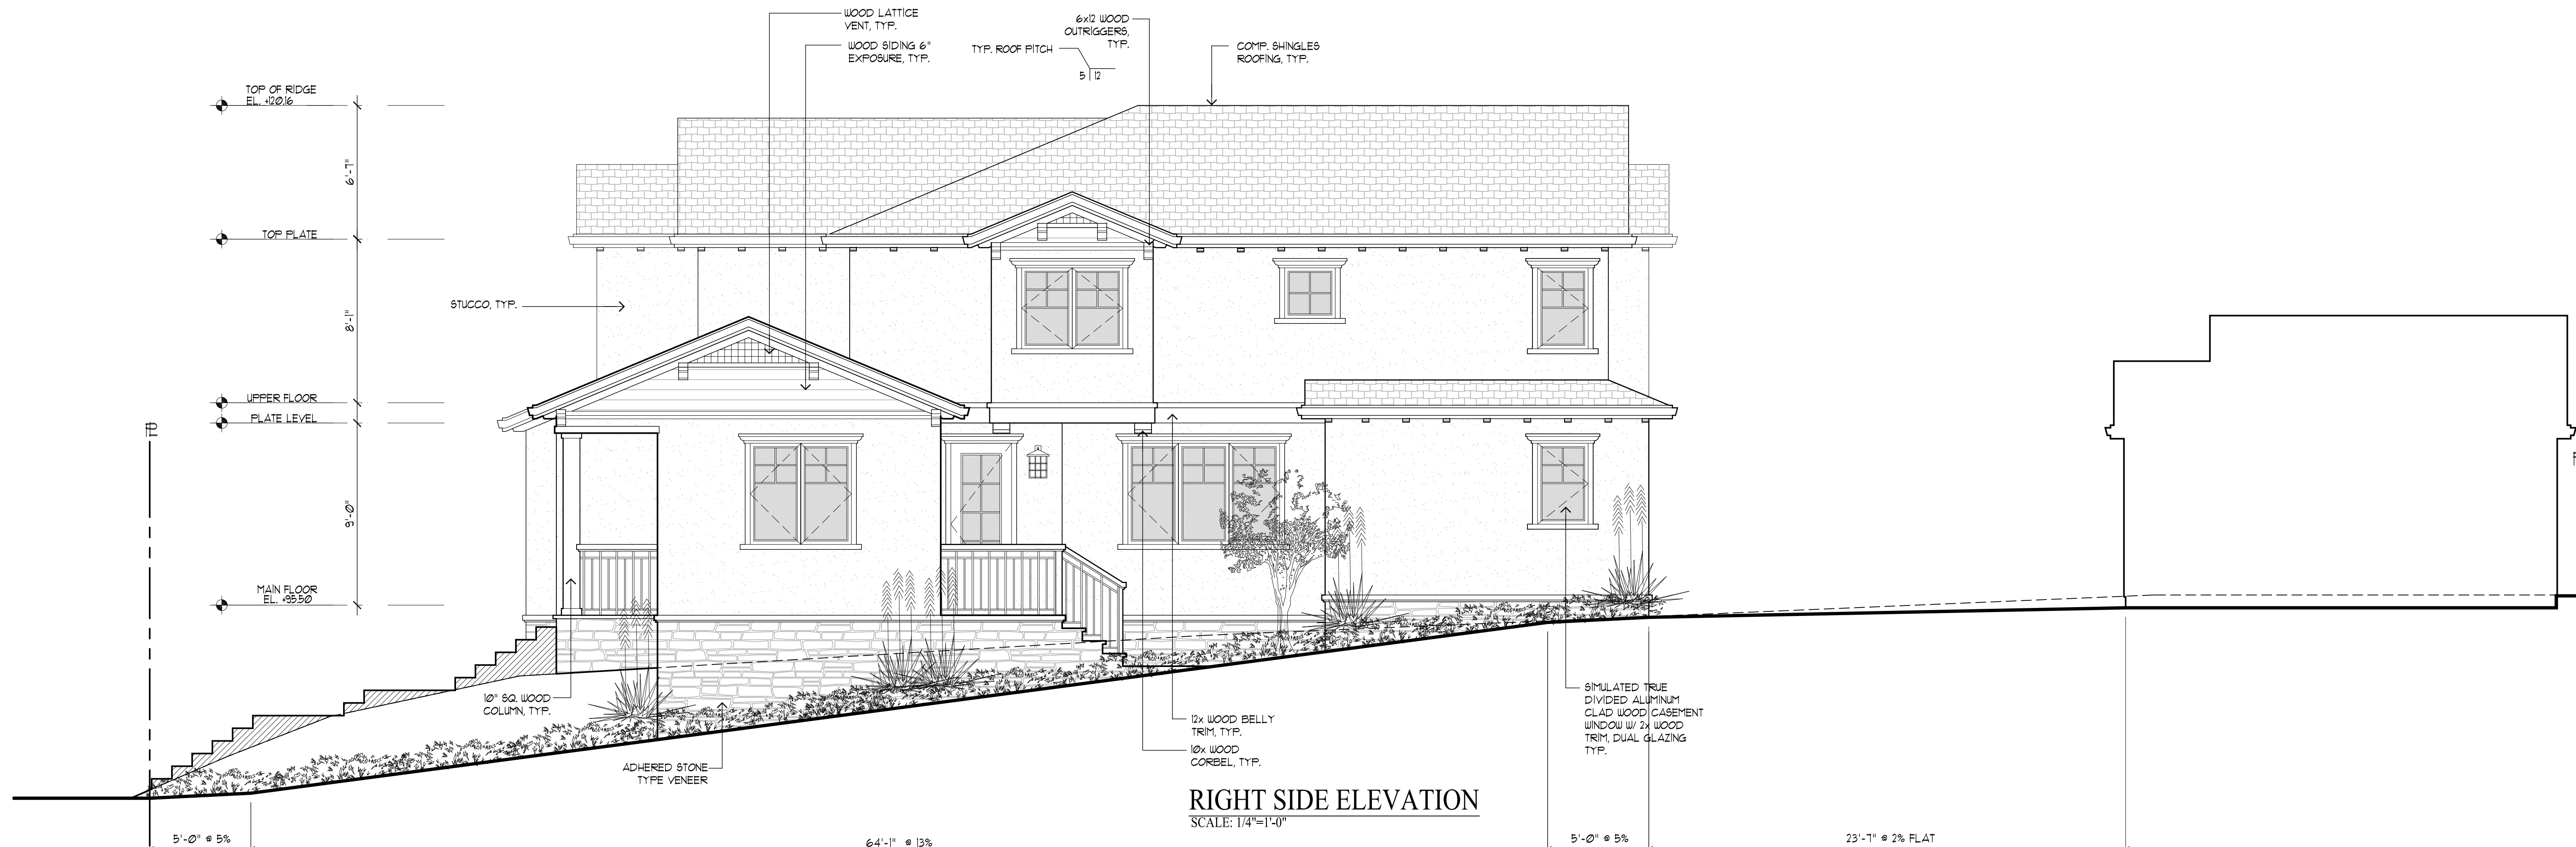 WOOD LATTICE
VENT, TYP.
WOOD SIDING 6"
EXPOSURE, TYP.
6x12 WOOD
OUTRIGGERS,
TYP.
TYP. ROOF PITCH
5 12
COMP. SHINGLES
ROOFING, TYP.
TOP OF RIDGE
EL. +120.16
6'-7"
TOP PLATE
8'-1"
STUCCO, TYP.
UPPER FLOOR
PLATE LEVEL
9'-0"
MAIN FLOOR
EL. +95.50
10" SQ. WOOD
COLUMN, TYP.
ADHERED STONE
TYPE VENEER
12x WOOD BELLY
TRIM, TYP.
10x WOOD
CORBEL, TYP.
SIMULATED TRUE
DIVIDED ALUMINUM
CLAD WOOD CASEMENT
WINDOW W/ 2x WOOD
TRIM, DUAL GLAZING
TYP.
RIGHT SIDE ELEVATION
SCALE: 1/4"=1'-0"
5'-0" @ 5%
64'-1" @ 13%
5'-0" @ 5%
23'-7" @ 2% FLAT